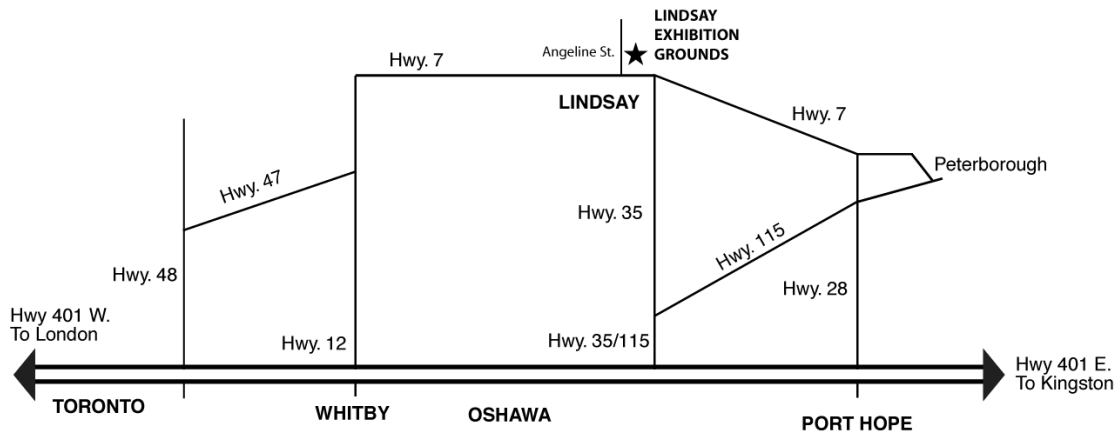 LINDSAY
EXHIBITION
GROUNDS
Angeline St.
Hwy. 7
LINDSAY
Hwy. 7
Peterborough
Hwy. 47
Hwy. 35
Hwy. 115
Hwy. 48
Hwy. 28
Hwy 401 W.
To London
Hwy. 12
Hwy. 35/115
Hwy 401 E.
To Kingston
TORONTO
WHITBY
OSHAWA
PORT HOPE